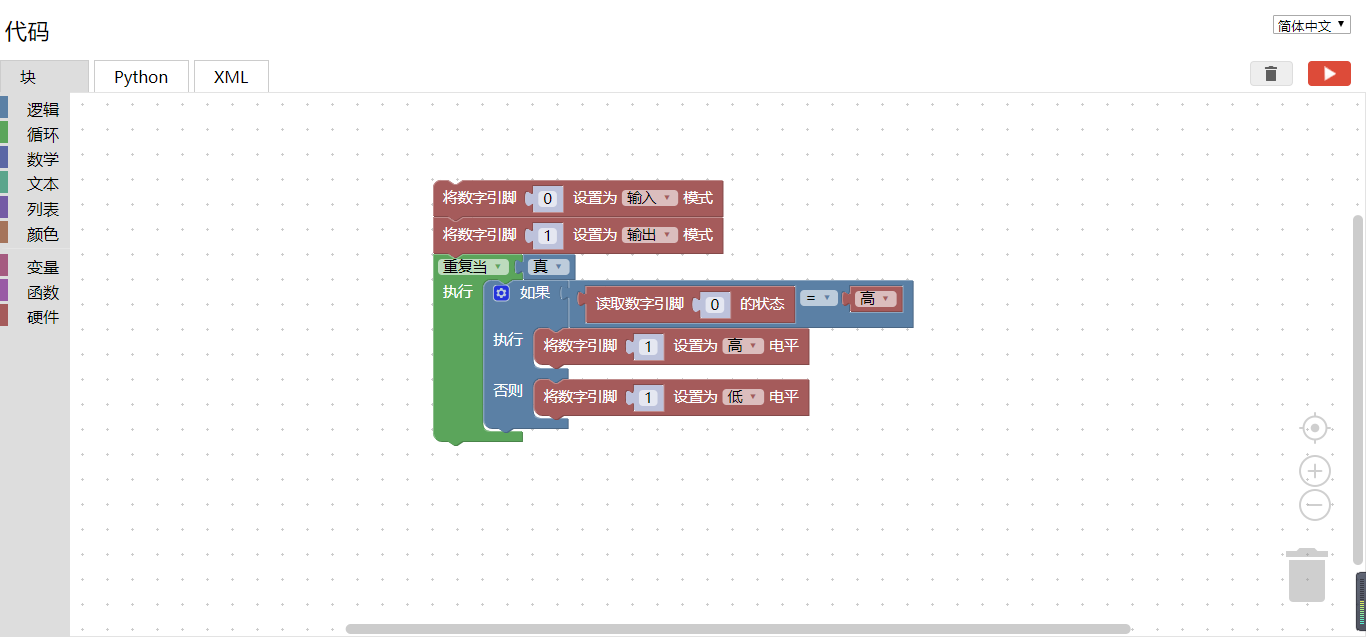 代码
简体中文
块 Python XML
逻辑
循环
数学
文本
列表
颜色
变量
函数
硬件
将数字引脚 0 设置为 输入 模式
将数字引脚 1 设置为 输出 模式
重复当 真
执行 如果 读取数字引脚 0 的状态 = 高
执行 将数字引脚 1 设置为 高 电平
否则 将数字引脚 1 设置为 低 电平